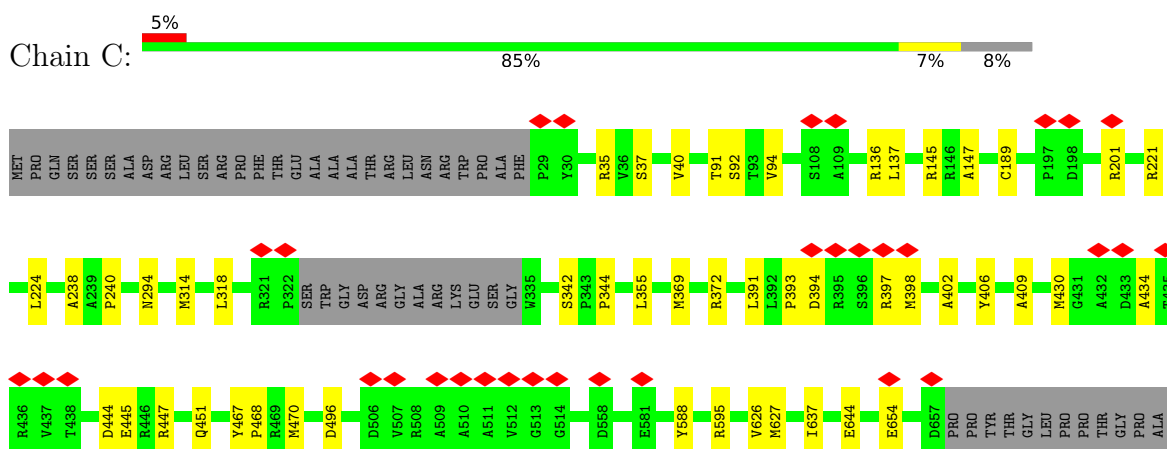 5%
Chain C:
85% 7% 8%
MET PRO GLN SER SER SER ALA ASP ARG LEU SER ARG PRO PHE THR GLU ALA ALA ALA THR ARG LEU ASN ARG TRP PRO ALA PHE P29 Y30 R35 V36 S37 V40 T91 S92 T93 V94 S108 A109 R136 L137 R145 R146 A147 C189 P197 D198 R201 R221
L224 A238 A239 P240 N294 M314 L318 R321 P322 SER TRP GLY ASP ARG GLY ALA ARG LYS GLU SER GLY W335 S342 P343 P344 L355 M369 R372 L391 L392 P393 D394 R395 S396 R397 M398 A402 Y406 A409 M430 G431 A432 D433 A434
R436 V437 T438 D444 E445 R446 R447 Q451 Y467 P468 R469 M470 D496 D506 V507 R508 A509 A510 A511 V512 G513 G514 D558 E581 Y588 R595 V626 M627 I637 E644 E654 D657 PRO PRO TYR THR GLY LEU PRO PRO THR GLY PRO ALA